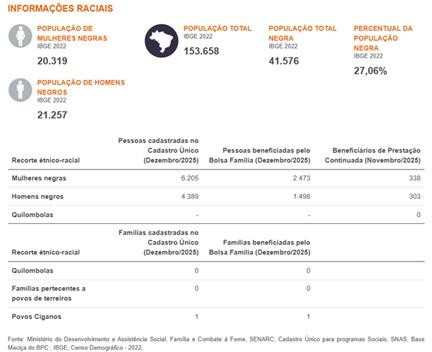 INFORMAÇÕES RACIAIS
POPULAÇÃO DE
MULHERES NEGRAS
IBGE 2022
20.319
POPULAÇÃO TOTAL
IBGE 2022
153.658
POPULAÇÃO TOTAL
NEGRA
IBGE 2022
41.576
PERCENTUAL DA
POPULAÇÃO
NEGRA
IBGE 2022
27,06%
POPULAÇÃO DE HOMENS
NEGROS
IBGE 2022
21.257
Recorte étnico-racial
Pessoas cadastradas no
Cadastro Único
(Dezembro/2025)
Pessoas beneficiadas pelo
Bolsa Família (Dezembro/2025)
Beneficiários de Prestação
Continuada (Novembro/2025)
Mulheres negras 6.205 2.473 338
Homens negros 4.389 1.498 303
Quilombolas - - 0
Recorte étnico-racial
Famílias cadastradas no
Cadastro Único
(Dezembro/2025)
Famílias beneficiadas pelo
Bolsa Família (Dezembro/2025)
Quilombolas 0 0
Famílias pertencentes a
povos de terreiros 0 0
Povos Ciganos 1 1
Fonte: Ministério do Desenvolvimento e Assistência Social, Família e Combate à Fome, SENARC; Cadastro Único para programas Sociais; SNAS, Base
Maciça do BPC ; IBGE, Censo Demográfico - 2022;